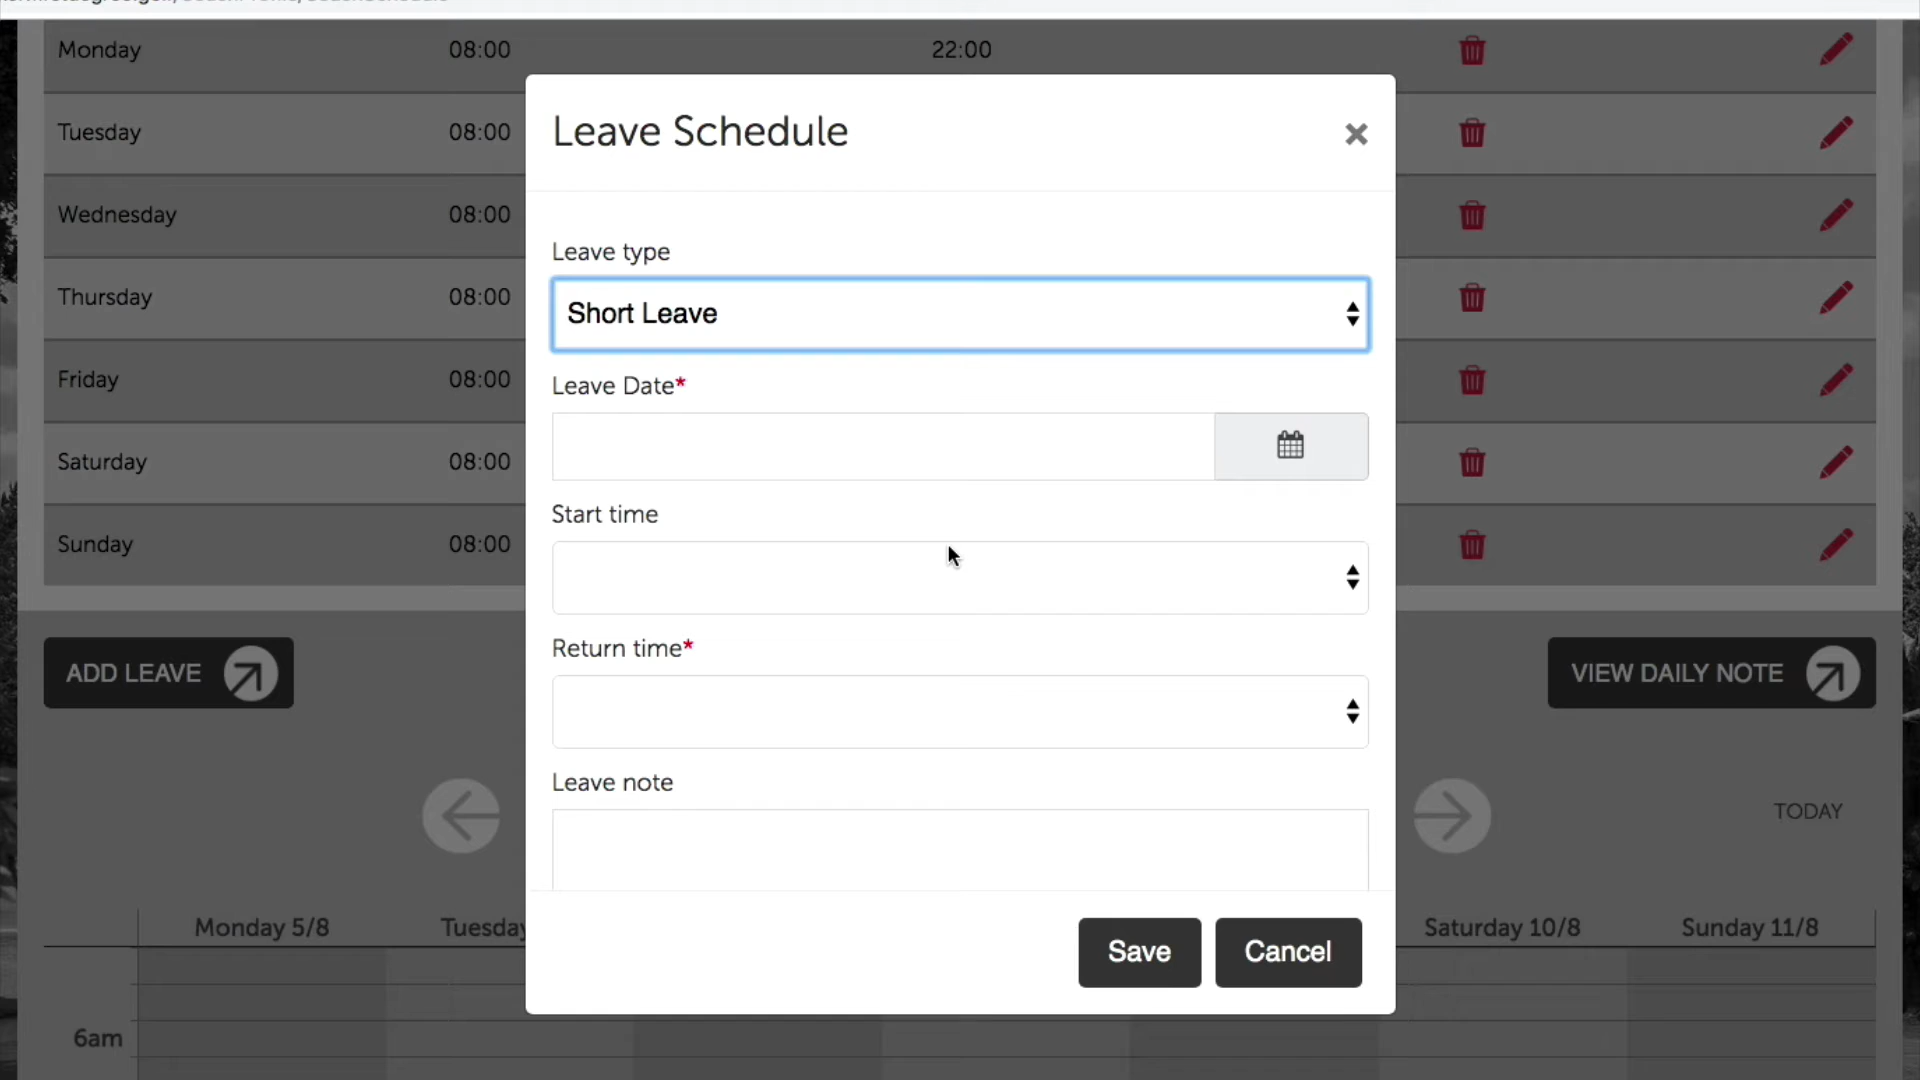 Monday 08:00 22:00
Leave Schedule ×
Tuesday 08:00
Wednesday 08:00
Leave type
Short Leave
Thursday 08:00
Leave Date*
Friday 08:00
Saturday 08:00
Start time
Sunday 08:00
Return time*
ADD LEAVE
VIEW DAILY NOTE
Leave note
TODAY
Monday 5/8 Tuesday Saturday 10/8 Sunday 11/8
Save Cancel
6am